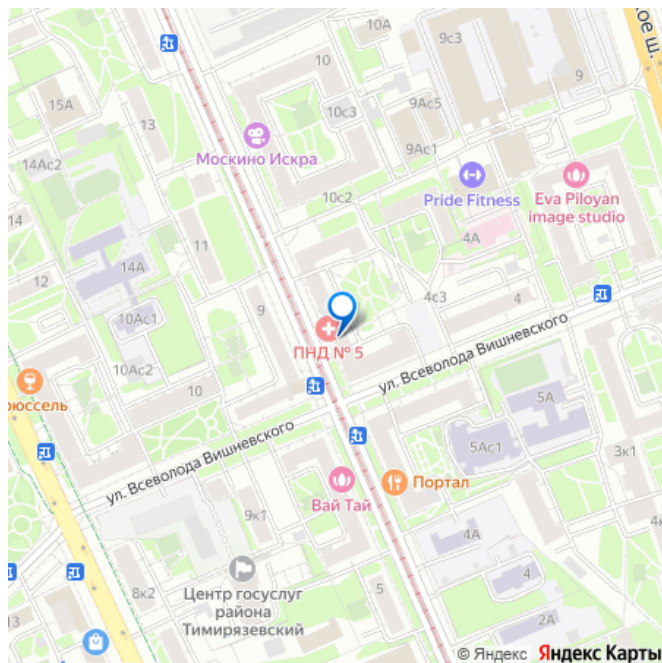 10А
9с3
ое ш.
10
9
15А
13
10с3
9Ас5
Москино Искра
9Ас1
14Ас2
10с2
Pride Fitness
Eva Piloyan
image studio
14
11
4А
14А
12
4с3
4
10Ас1
9
ПНД № 5
ул. Всеволода Вишневского
10Ас2
10
рюссель
5А
5Ас1
3к1
ул. Всеволода Вишневского
Портал
Вай Тай
9к1
4А
Центр госуслуг
района
Тимирязевский
8к2
5
4
13
2А
© Яндекс Яндекс Карты